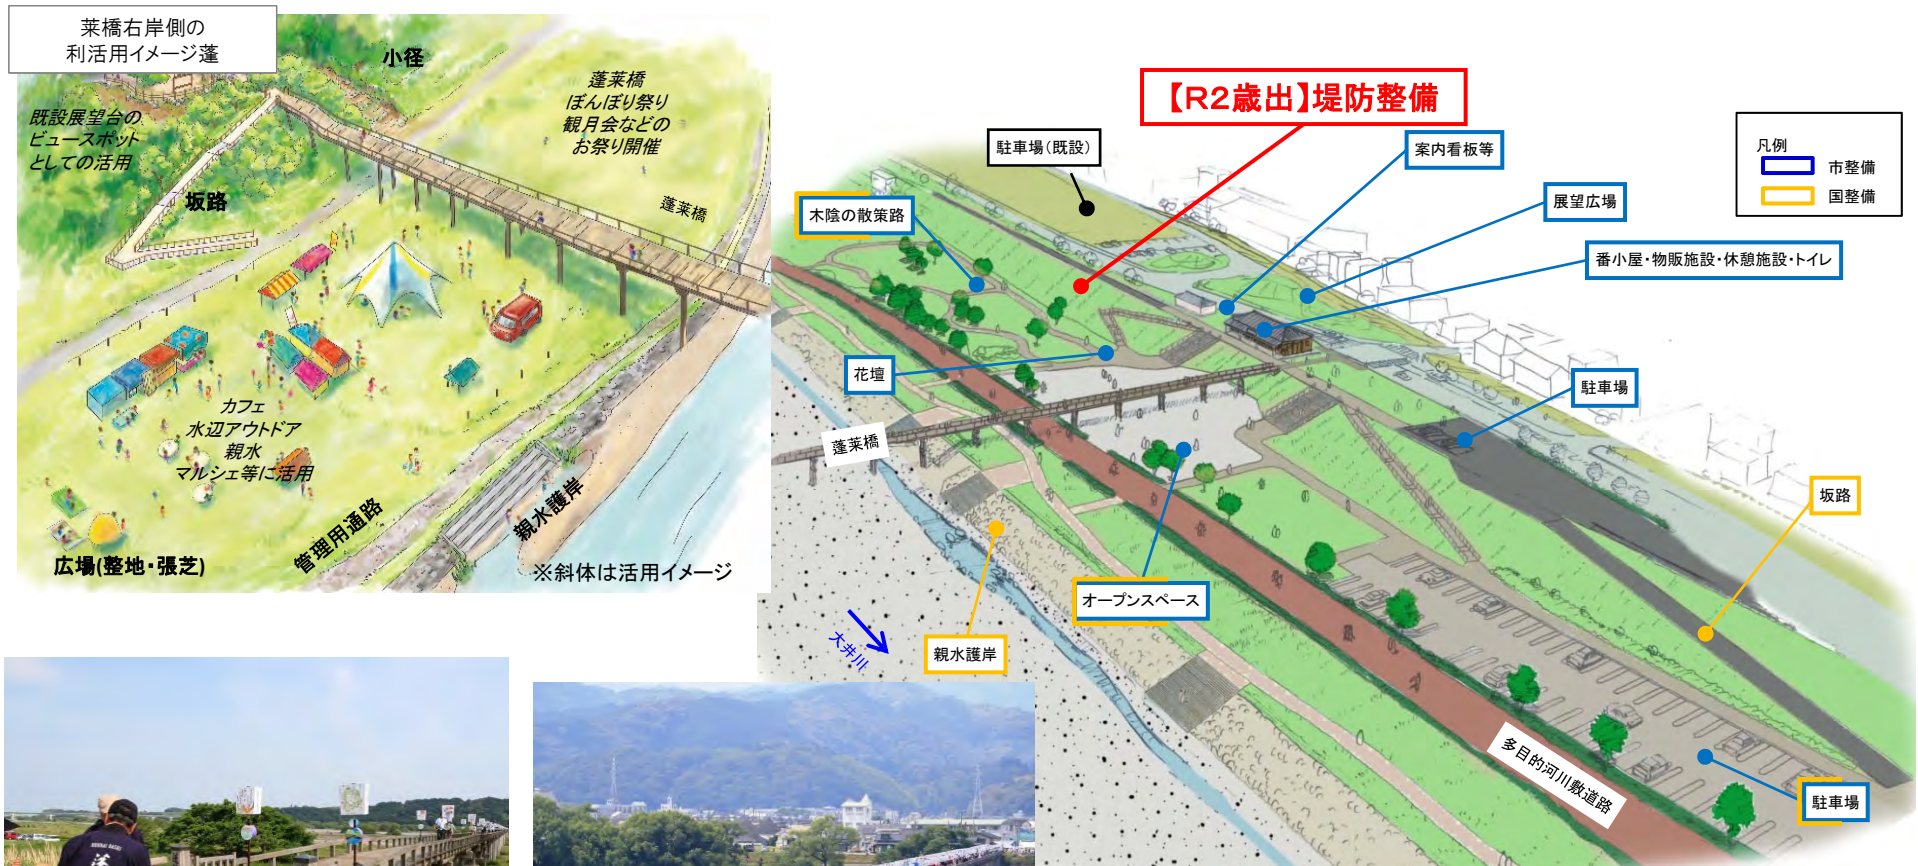 莱橋右岸側の
利活用イメージ蓬
小径
既設展望台の
ビュースポット
としての活用
蓬莱橋
ぼんぼり祭り
観月会などの
お祭り開催
坂路
蓬莱橋
カフェ
水辺アウトドア
親水
マルシェ等に活用
広場(整地・張芝)
管理用通路
親水護岸
※斜体は活用イメージ
【R2歳出】堤防整備
駐車場(既設)
案内看板等
凡例
市整備
国整備
木陰の散策路
展望広場
番小屋・物販施設・休憩施設・トイレ
花壇
駐車場
蓬莱橋
坂路
オープンスペース
大井川
親水護岸
多目的河川敷道路
駐車場